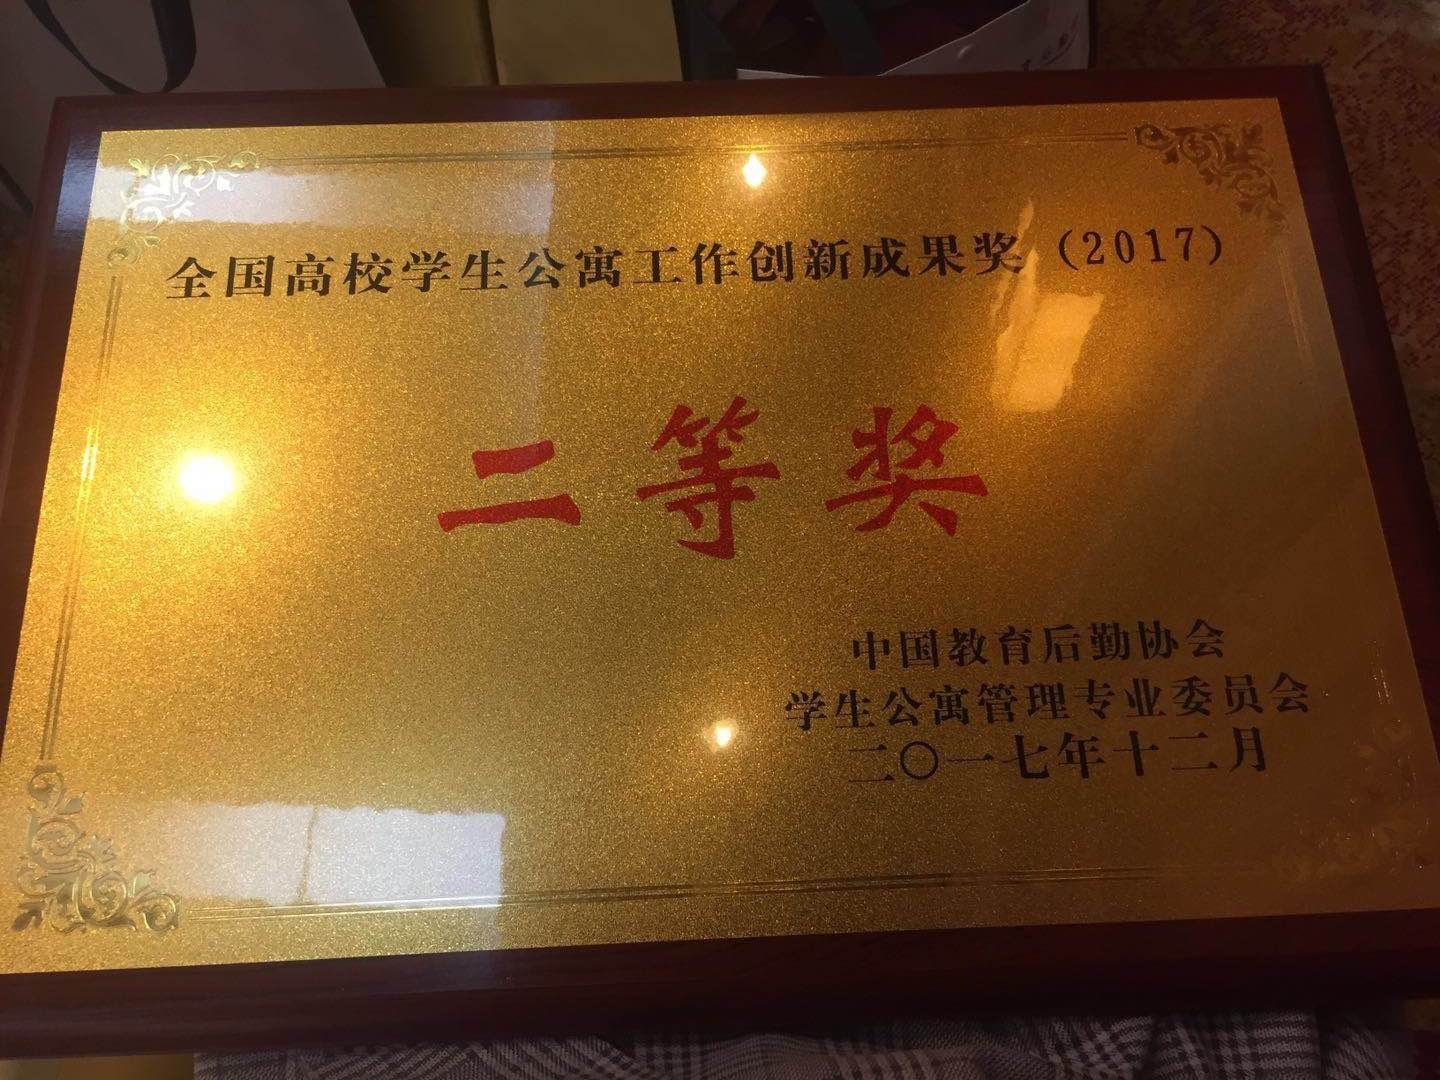 全国高校学生公寓工作创新成果奖（2017）
二等奖
中国教育后勤协会
学生公寓管理专业委员会
二〇一七年十二月